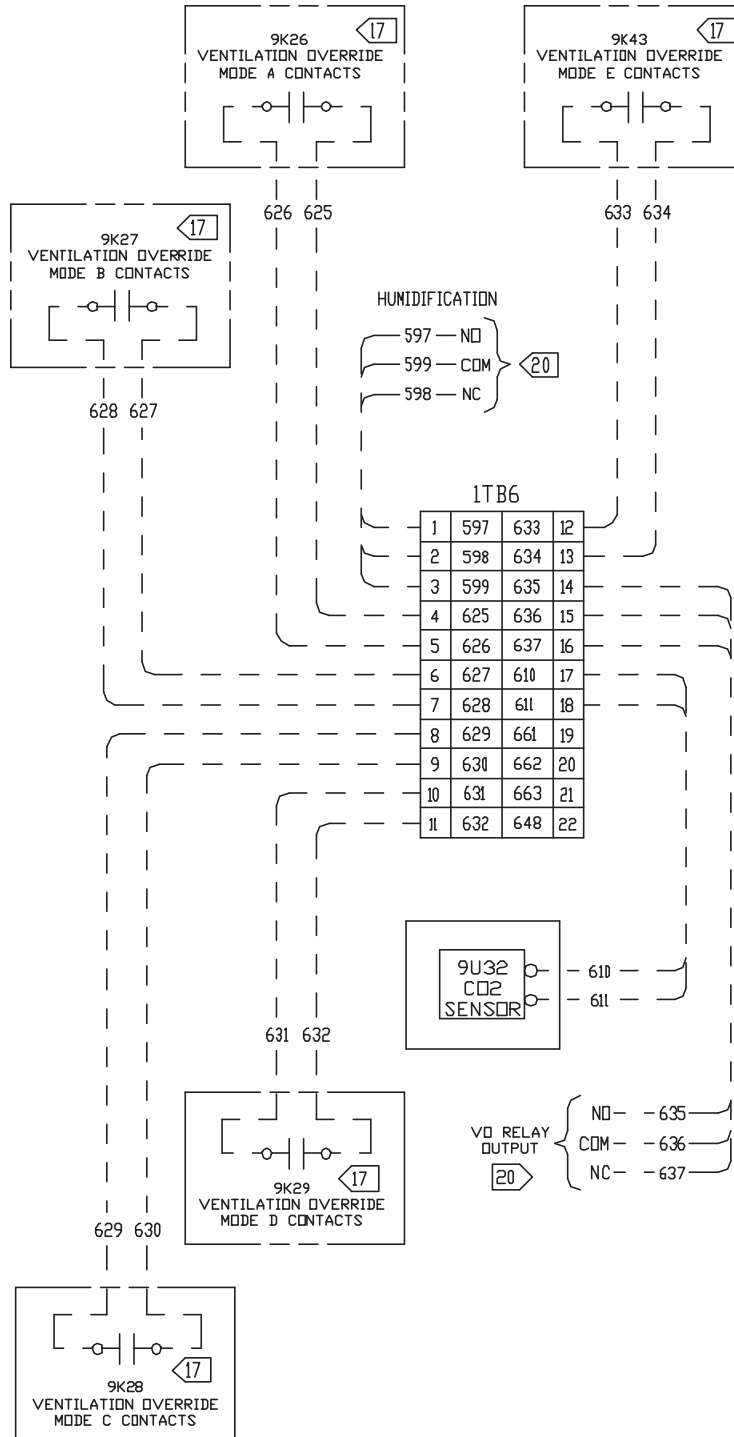 9K26
17
VENTILATION OVERRIDE
MODE A CONTACTS
9K43
17
VENTILATION OVERRIDE
MODE E CONTACTS
626 625
633 634
9K27
17
VENTILATION OVERRIDE
MODE B CONTACTS
628 627
HUMIDIFICATION
597 NO
599 COM
598 NC
20
1TB6
1 597 633 12
2 598 634 13
3 599 635 14
4 625 636 15
5 626 637 16
6 627 610 17
7 628 611 18
8 629 661 19
9 630 662 20
10 631 663 21
11 632 648 22
9U32
CO2
SENSOR
610
611
631 632
9K29
17
VENTILATION OVERRIDE
MODE D CONTACTS
VO RELAY
OUTPUT
20
NO 635
COM 636
NC 637
629 630
9K28
17
VENTILATION OVERRIDE
MODE C CONTACTS